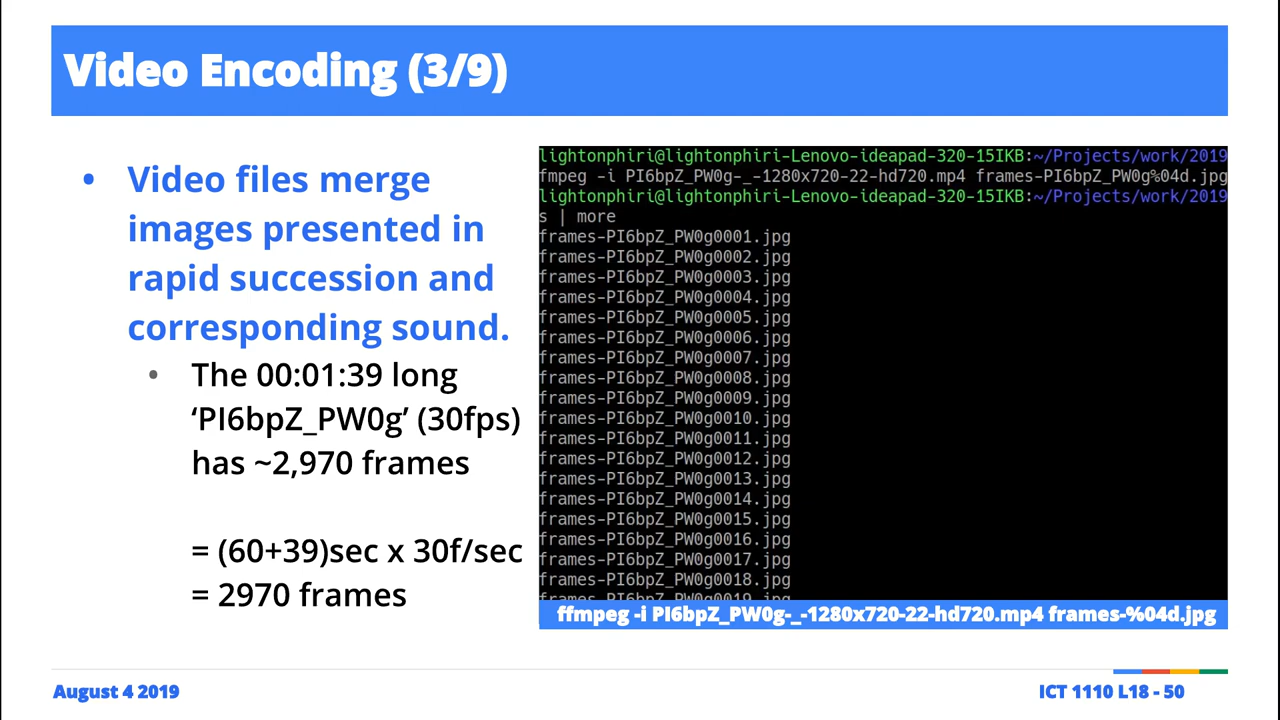 Video Encoding (3/9)
• Video files merge
images presented in
rapid succession and
corresponding sound.
• The 00:01:39 long
‘PI6bpZ_PW0g’ (30fps)
has ~2,970 frames
= (60+39)sec x 30f/sec
= 2970 frames
lightonphiri@lightonphiri-Lenovo-ideapad-320-15IKB:~/Projects/work/2019
fmpeg -i PI6bpZ_PW0g-_-1280x720-22-hd720.mp4 frames-PI6bpZ_PW0g%04d.jpg
lightonphiri@lightonphiri-Lenovo-ideapad-320-15IKB:~/Projects/work/2019
s | more
frames-PI6bpZ_PW0g0001.jpg
frames-PI6bpZ_PW0g0002.jpg
frames-PI6bpZ_PW0g0003.jpg
frames-PI6bpZ_PW0g0004.jpg
frames-PI6bpZ_PW0g0005.jpg
frames-PI6bpZ_PW0g0006.jpg
frames-PI6bpZ_PW0g0007.jpg
frames-PI6bpZ_PW0g0008.jpg
frames-PI6bpZ_PW0g0009.jpg
frames-PI6bpZ_PW0g0010.jpg
frames-PI6bpZ_PW0g0011.jpg
frames-PI6bpZ_PW0g0012.jpg
frames-PI6bpZ_PW0g0013.jpg
frames-PI6bpZ_PW0g0014.jpg
frames-PI6bpZ_PW0g0015.jpg
frames-PI6bpZ_PW0g0016.jpg
frames-PI6bpZ_PW0g0017.jpg
frames-PI6bpZ_PW0g0018.jpg
frames-PI6bpZ_PW0g0019.jpg
ffmpeg -i PI6bpZ_PW0g-_-1280x720-22-hd720.mp4 frames-%04d.jpg
August 4 2019
ICT 1110 L18 - 50